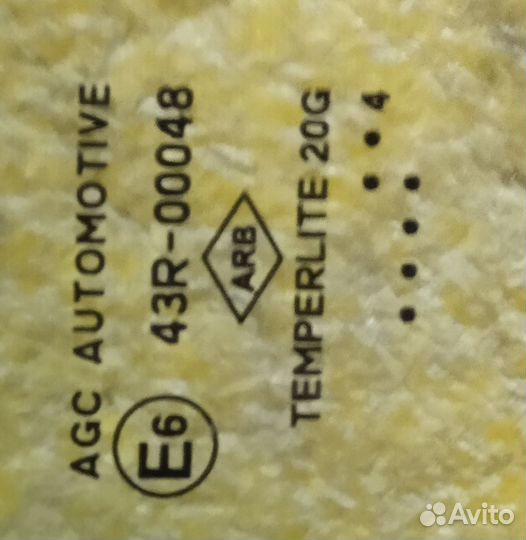 AGC AUTOMOTIVE
E6 43R-00048
ARB
TEMPERLITE 20G
• • 4
• • • •
Avito